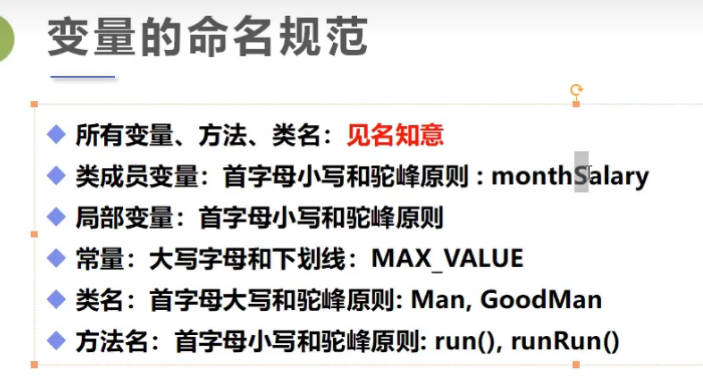 变量的命名规范
所有变量、方法、类名：见名知意
类成员变量：首字母小写和驼峰原则 : monthSalary
局部变量：首字母小写和驼峰原则
常量：大写字母和下划线：MAX_VALUE
类名：首字母大写和驼峰原则: Man, GoodMan
方法名：首字母小写和驼峰原则: run(), runRun()